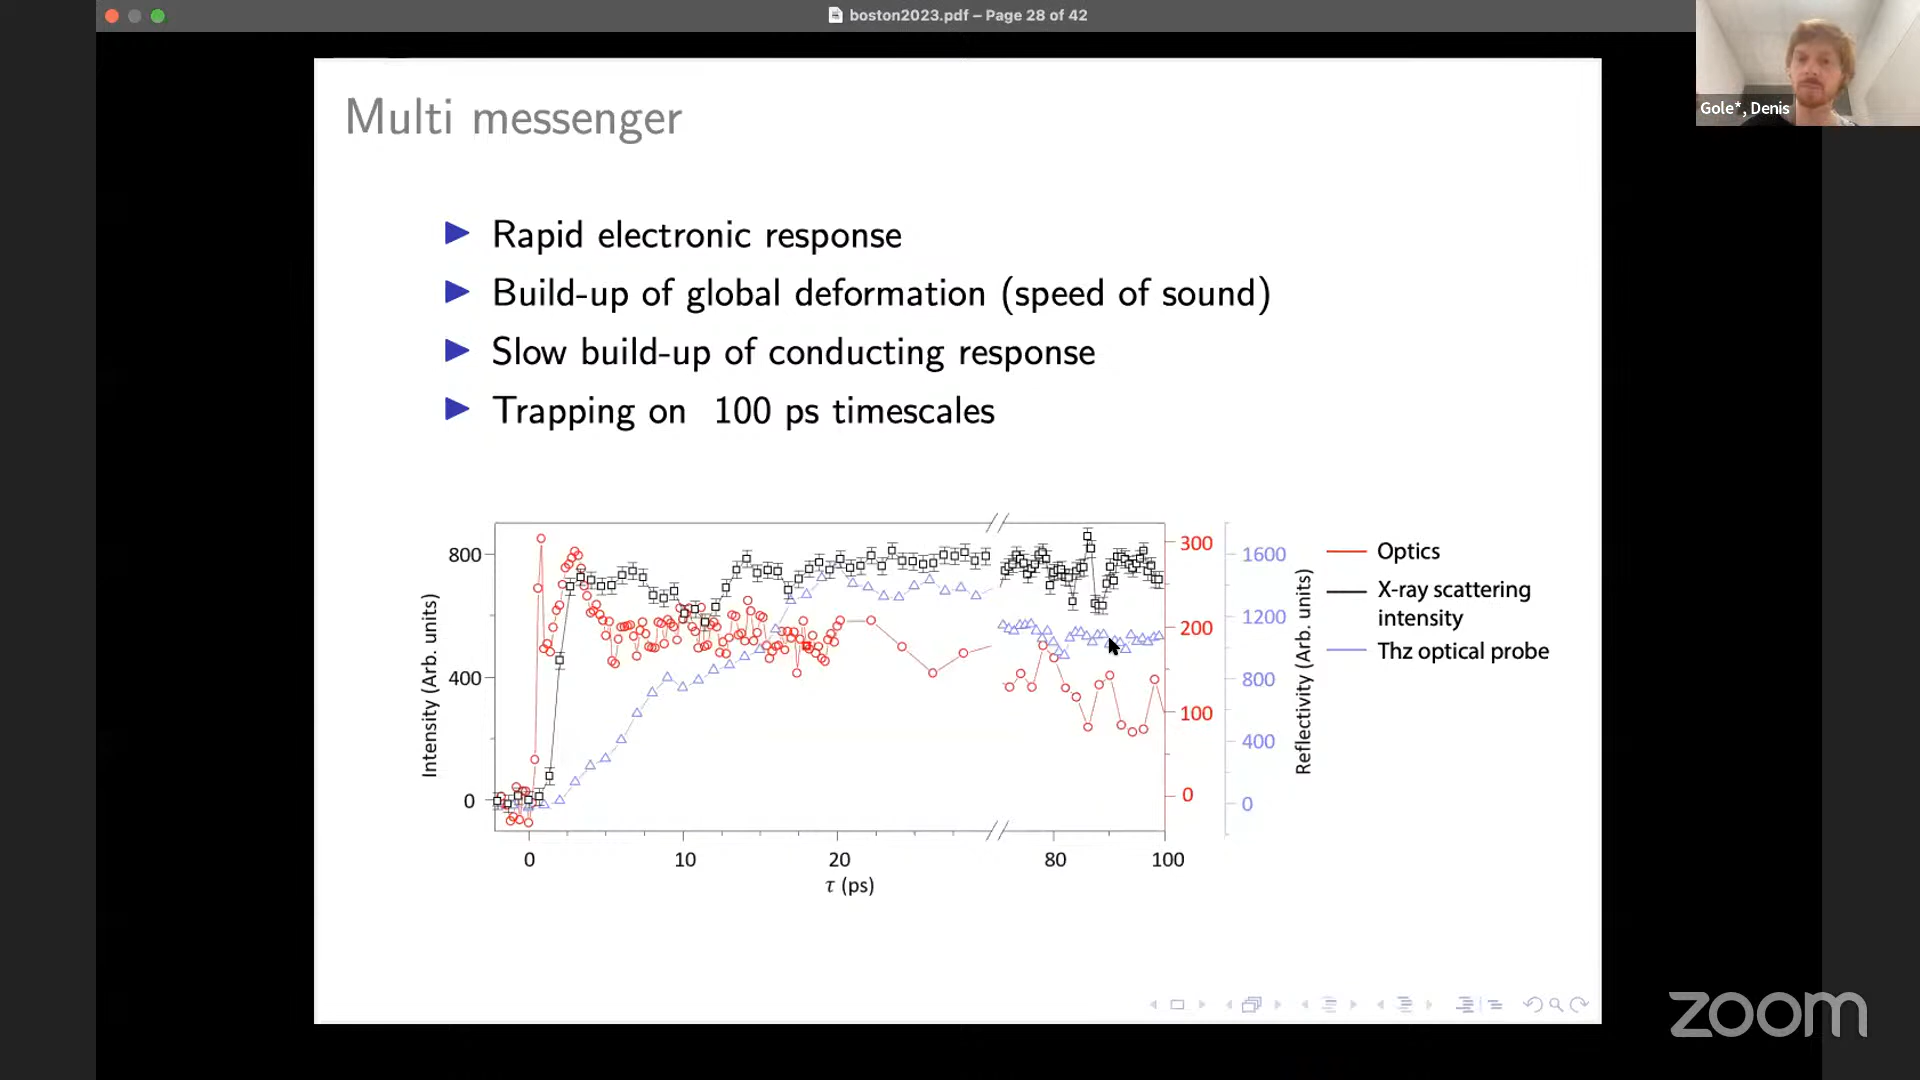 boston2023.pdf – Page 28 of 42
Gole*, Denis
Multi messenger
Rapid electronic response
Build-up of global deformation (speed of sound)
Slow build-up of conducting response
Trapping on 100 ps timescales
Intensity (Arb. units)
800
400
0
0
10
20
80
100
τ (ps)
300
200
100
0
1600
1200
800
400
0
Reflectivity (Arb. units)
Optics
X-ray scattering
intensity
Thz optical probe
zoom